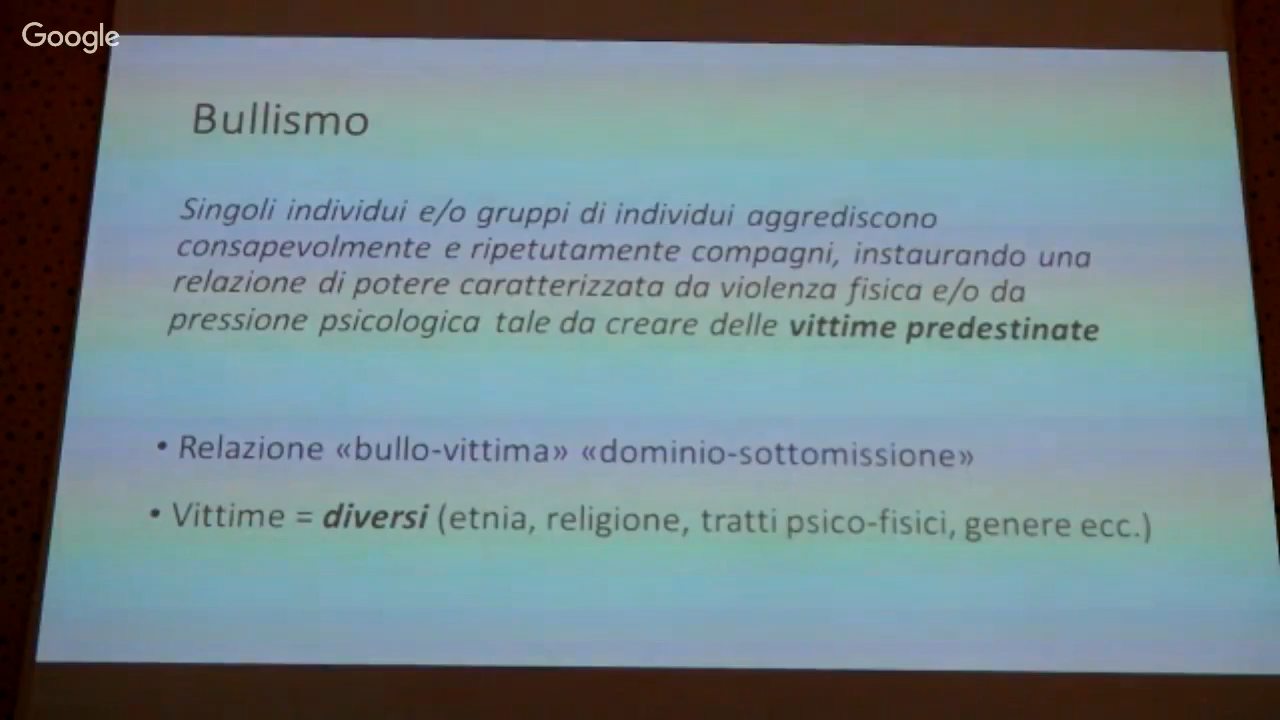 Google
Bullismo
Singoli individui e/o gruppi di individui aggrediscono
consapevolmente e ripetutamente compagni, instaurando una
relazione di potere caratterizzata da violenza fisica e/o da
pressione psicologica tale da creare delle vittime predestinate
• Relazione «bullo-vittima» «dominio-sottomissione»
• Vittime = diversi (etnia, religione, tratti psico-fisici, genere ecc.)